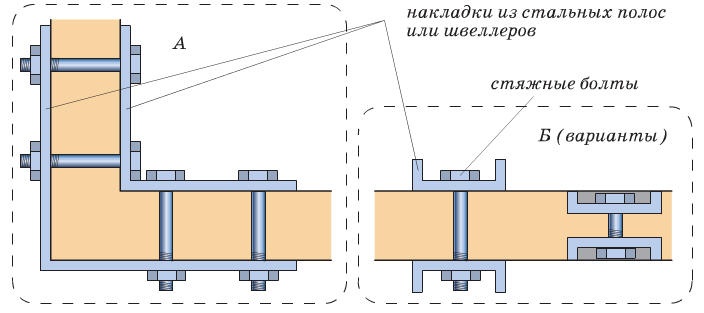 накладки из стальных полос
или швеллеров
А
стяжные болты
Б (варианты)